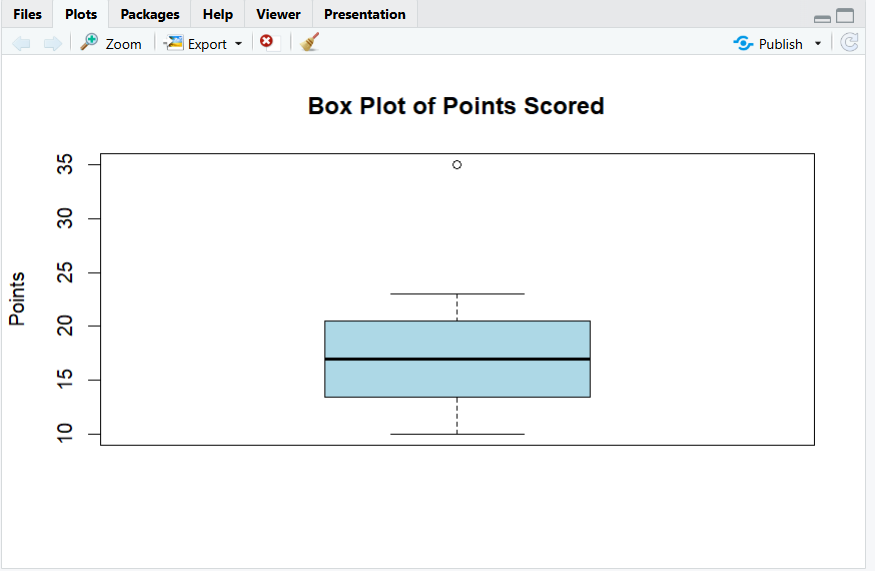 Files Plots Packages Help Viewer Presentation
Zoom Export Publish
Box Plot of Points Scored
Points
35
30
25
20
15
10